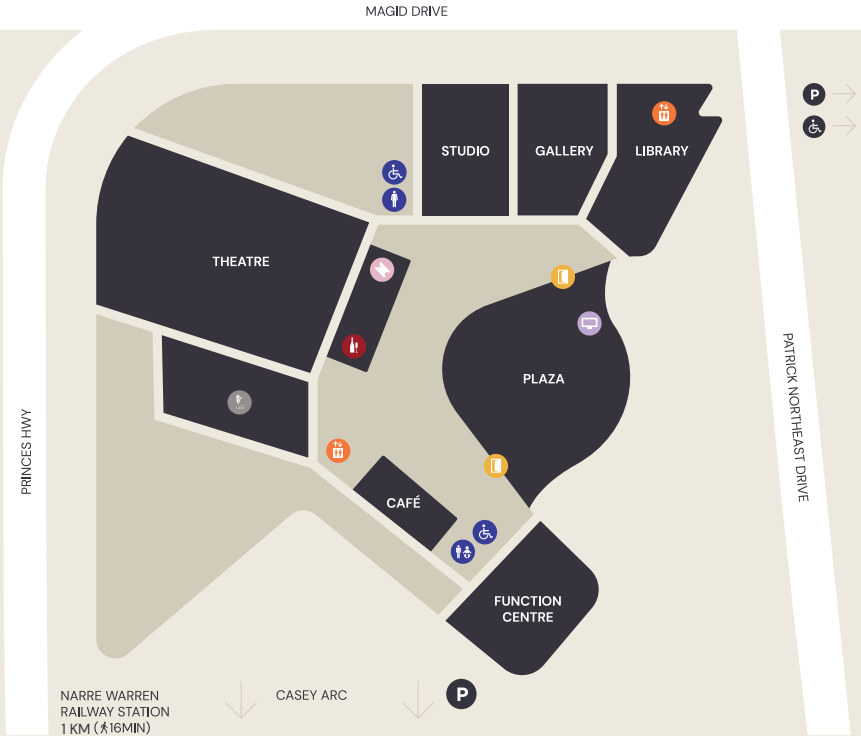 MAGID DRIVE
P
STUDIO
GALLERY
LIBRARY
THEATRE
PLAZA
PRINCES HWY
PATRICK NORTHEAST DRIVE
CAFÉ
FUNCTION
CENTRE
NARRE WARREN
RAILWAY STATION
1 KM (16MIN)
CASEY ARC
P